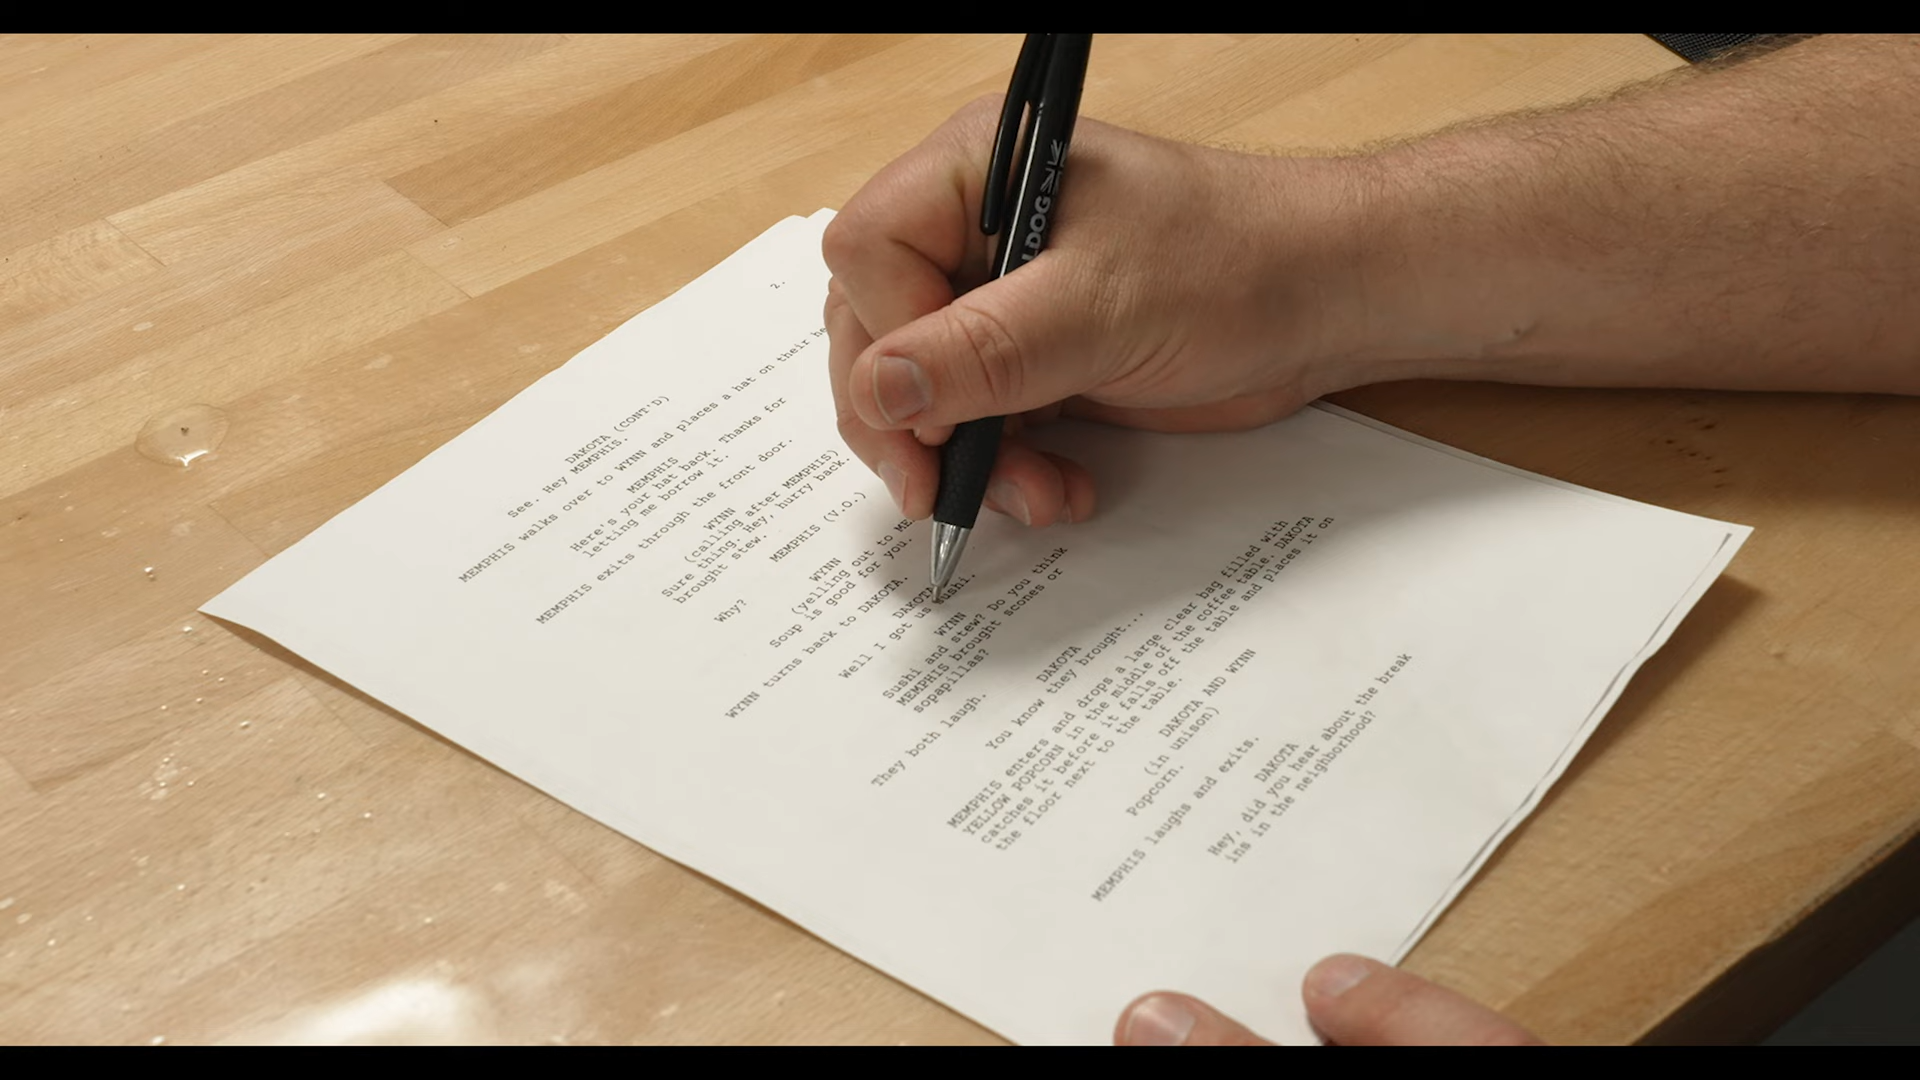 2.
DAKOTA (CONT'D)
See. Hey MEMPHIS.
MEMPHIS walks over to WYNN and places a hat on their
MEMPHIS
Here's your hat back. Thanks for
letting me borrow it.
MEMPHIS exits through the front door.
WYNN
(calling after MEMPHIS)
Sure thing. Hey, hurry back.
brought stew.
MEMPHIS (V.O.)
Why?
WYNN
(yelling out to
Soup is good for you.
WYNN turns back to DAKOTA.
DAKOTA
Well I got us sushi.
WYNN
Sushi and stew? Do you think
MEMPHIS brought scones or
sopapillas?
They both laugh.
DAKOTA
You know they brought...
MEMPHIS enters and drops a large clear bag filled with
YELLOW POPCORN in the middle of the coffee table. DAKOTA
catches it before it falls off the table and places it on
the floor next to the table.
DAKOTA AND WYNN
(in unison)
Popcorn.
MEMPHIS laughs and exits.
DAKOTA
Hey, did you hear about the break
ins in the neighborhood?
LDOG